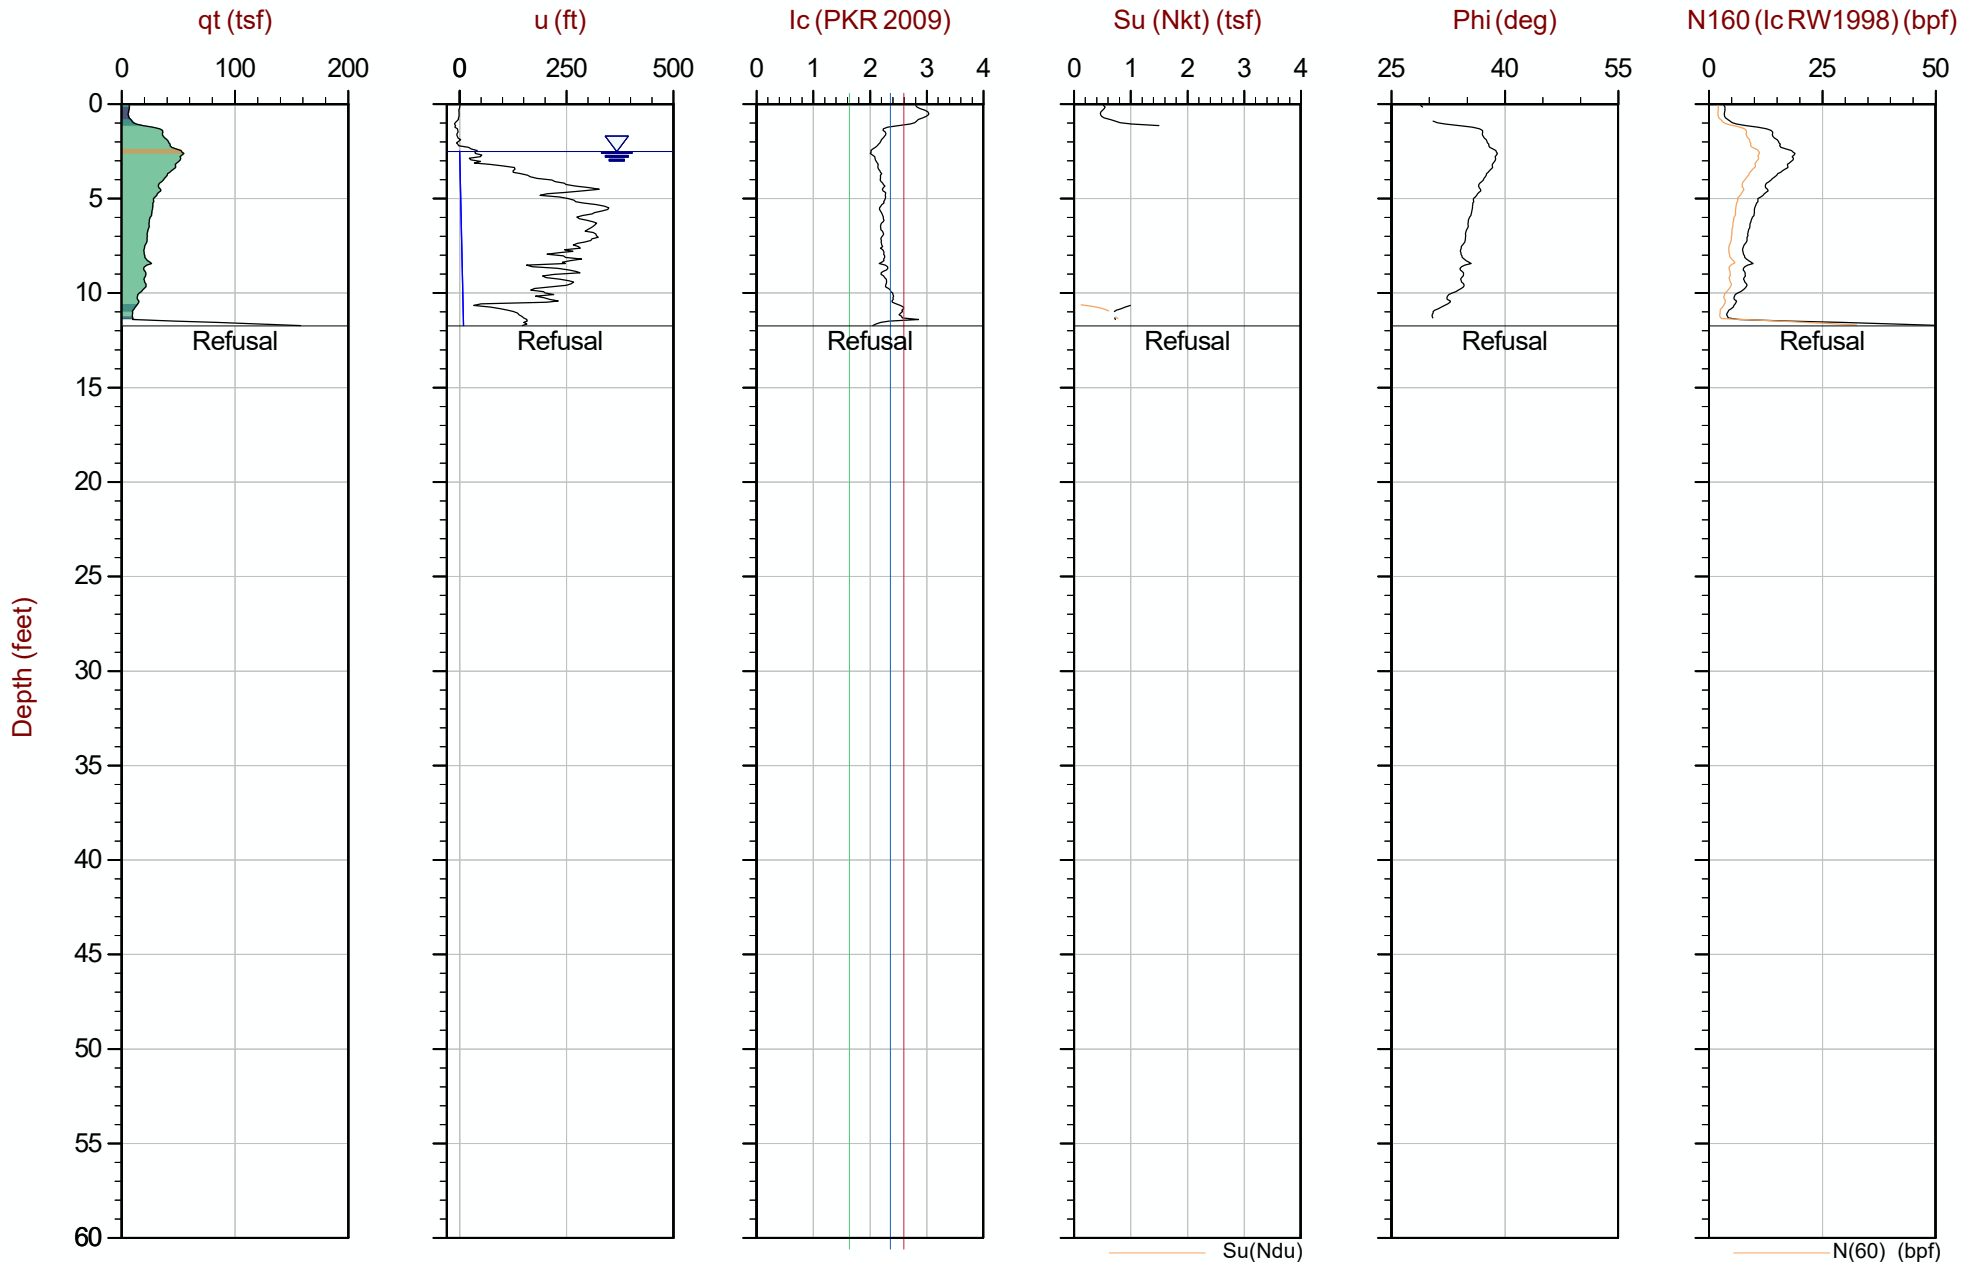 qt (tsf) u (ft) Ic (PKR 2009) Su (Nkt) (tsf) Phi (deg) N160 (Ic RW1998) (bpf)
0 100 200 0 250 500 0 1 2 3 4 0 1 2 3 4 25 40 55 0 25 50
0
5
10
Refusal Refusal Refusal Refusal Refusal Refusal
15
20
25
30
35
40
45
50
55
60
Depth (feet)
Su(Ndu) N(60) (bpf)